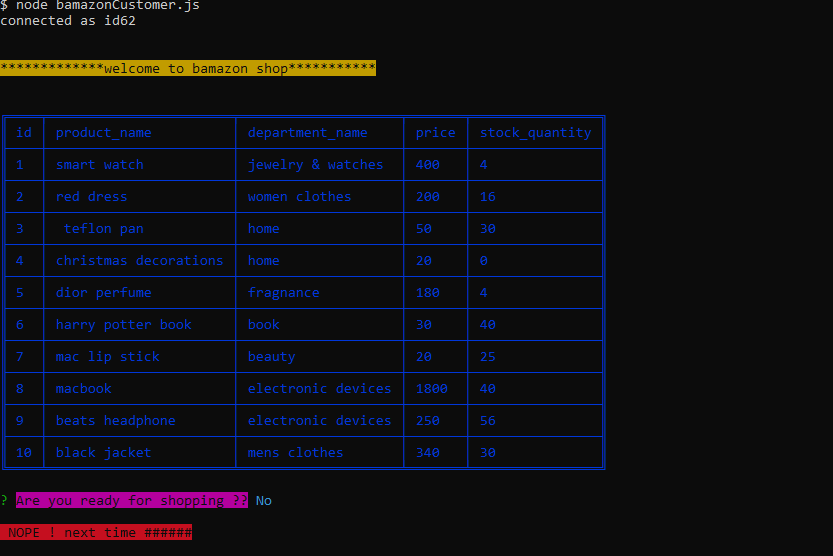 $ node bamazonCustomer.js
connected as id62
*************welcome to bamazon shop***********
id product_name department_name price stock_quantity
1 smart watch jewelry & watches 400 4
2 red dress women clothes 200 16
3 teflon pan home 50 30
4 christmas decorations home 20 0
5 dior perfume fragnance 180 4
6 harry potter book book 30 40
7 mac lip stick beauty 20 25
8 macbook electronic devices 1800 40
9 beats headphone electronic devices 250 56
10 black jacket mens clothes 340 30
? Are you ready for shopping ?? No
NOPE ! next time ######